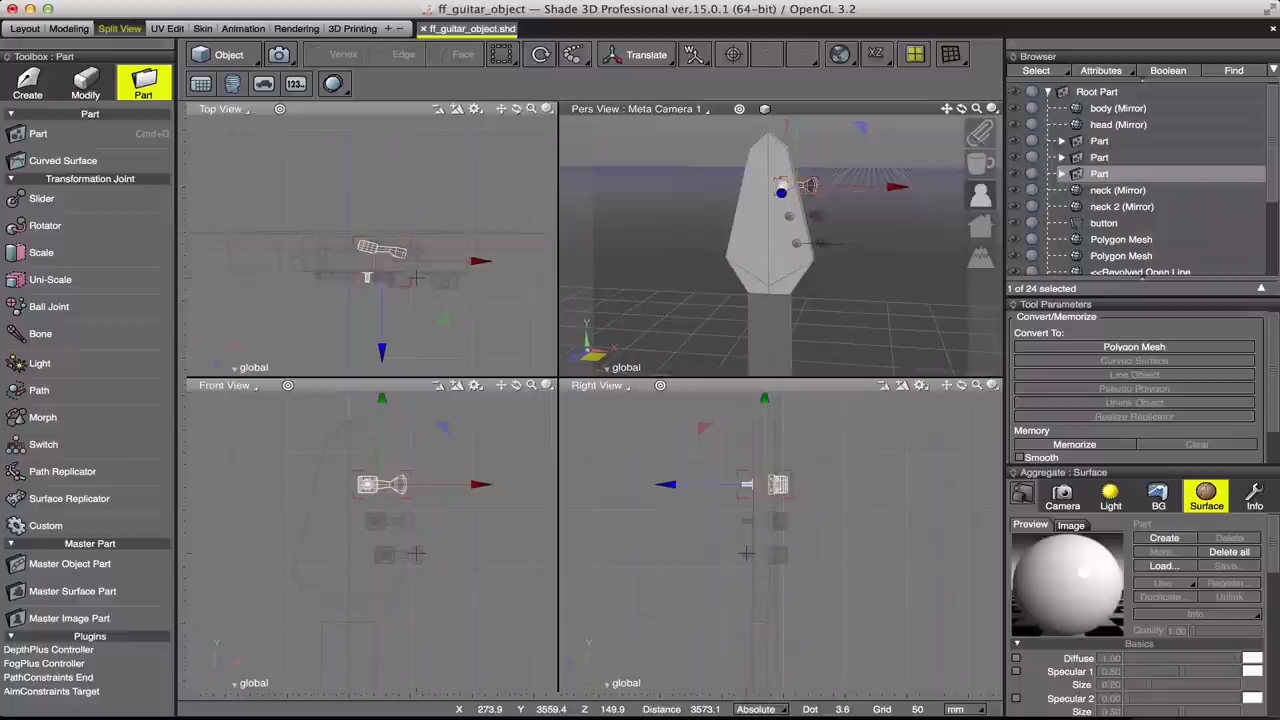 ff_guitar_object — Shade 3D Professional ver.15.0.1 (64-bit) / OpenGL 3.2
Layout Modeling Split View UV Edit Skin Animation Rendering 3D Printing + −− × ff_guitar_object.shd ×
Toolbox : Part
Create Modify Part
Part
Part Cmd+G
Curved Surface
Transformation Joint
Slider
Rotator
Scale
Uni-Scale
Ball Joint
Bone
Light
Path
Morph
Switch
Path Replicator
Surface Replicator
Custom
Master Part
Master Object Part
Master Surface Part
Master Image Part
Plugins
DepthPlus Controller
FogPlus Controller
PathConstraints End
AimConstraints Target
Object Vertex Edge Face Translate W XZ
123..
Top View
global
Pers View : Meta Camera 1
Y
X
global
Front View
Y
global
Right View
Y
global
X 273.9 Y 3559.4 Z 149.9 Distance 3573.1 Absolute Dot 3.6 Grid 50 mm
Browser
Select Attributes Boolean Find
Root Part
body (Mirror)
head (Mirror)
Part
Part
Part
neck (Mirror)
neck 2 (Mirror)
button
Polygon Mesh
Polygon Mesh
<<Revolved Open Line
1 of 24 selected
Tool Parameters
Convert/Memorize
Convert To:
Polygon Mesh
Curved Surface
Line Object
Pseudo Polygon
Unlink Object
Realize Replicator
Memory
Memorize Clear
Smooth
Aggregate : Surface
Camera Light BG Surface Info
Preview Image
Part
Create Delete
More... Delete all
Load... Save...
Use Register...
Duplicate... Unlink
Info
Quality 1.00
Basics
Diffuse 1.00
Specular 1 0.50
Size 0.20
Specular 2 0.00
Size 0.50